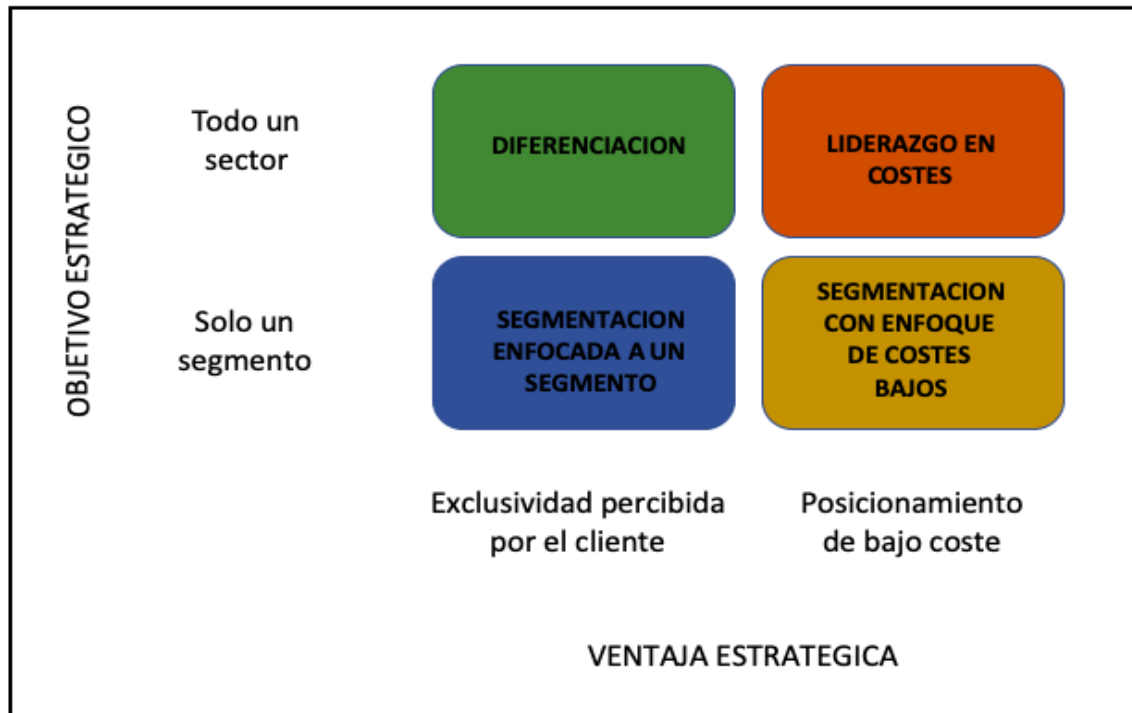 OBJETIVO ESTRATEGICO
Todo un
sector
DIFERENCIACION
LIDERAZGO EN
COSTES
Solo un
segmento
SEGMENTACION
ENFOCADA A UN
SEGMENTO
SEGMENTACION
CON ENFOQUE
DE COSTES
BAJOS
Exclusividad percibida
por el cliente
Posicionamiento
de bajo coste
VENTAJA ESTRATEGICA